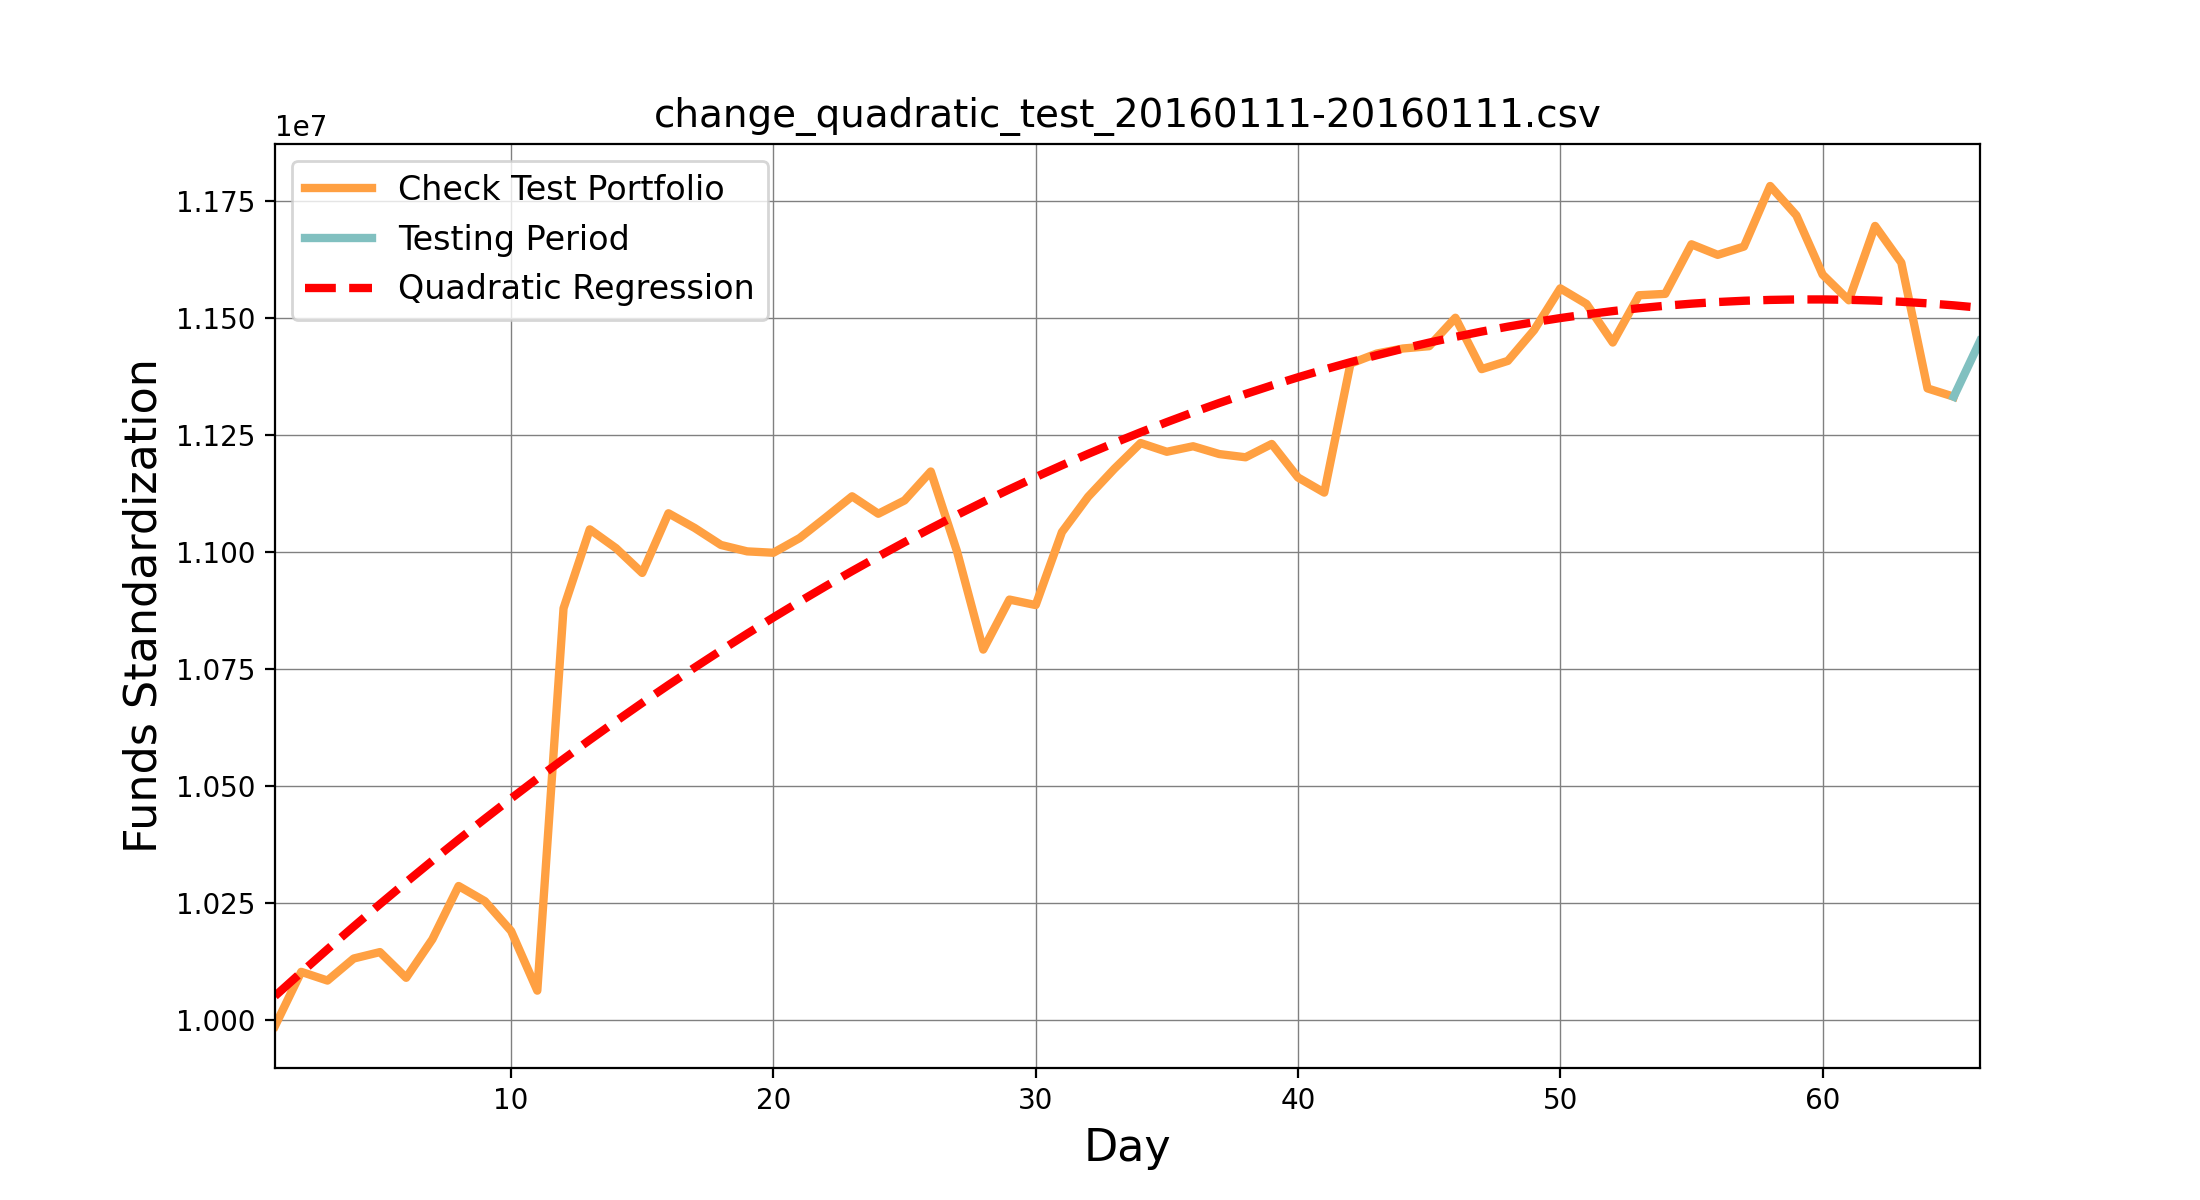 change_quadratic_test_20160111-20160111.csv
1e7
Check Test Portfolio
Testing Period
Quadratic Regression
Funds Standardization
1.175
1.150
1.125
1.100
1.075
1.050
1.025
1.000
10 20 30 40 50 60
Day